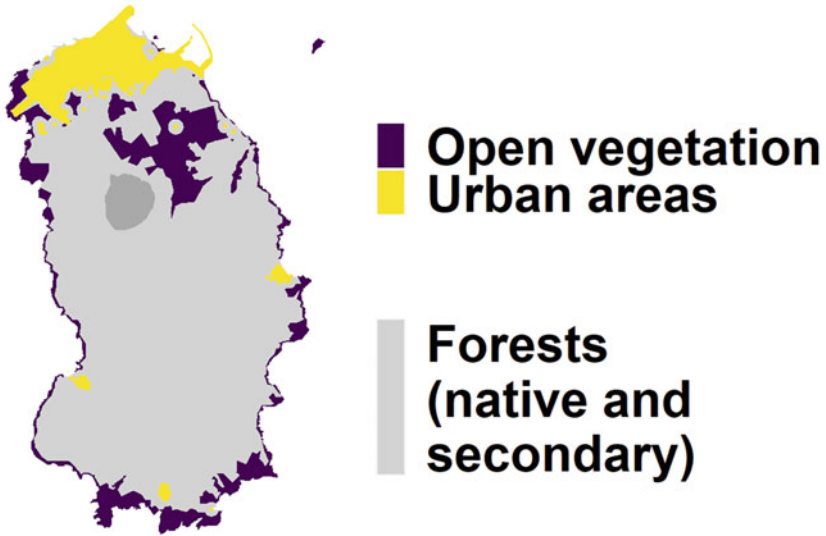 Open vegetation
Urban areas
Forests
(native and
secondary)